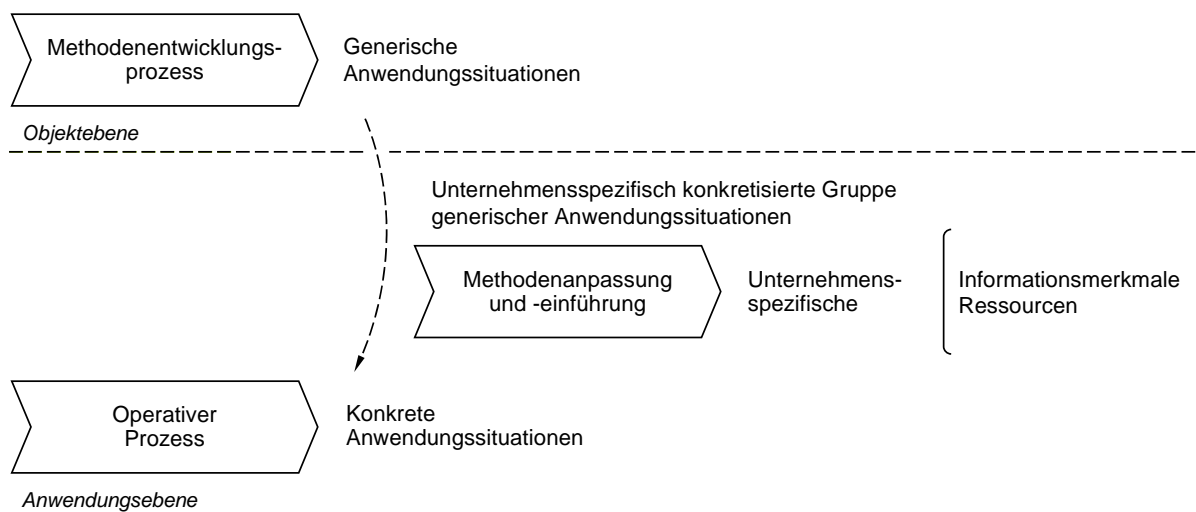 Methodenentwicklungs-
prozess
Generische
Anwendungssituationen
Objektebene
Unternehmensspezifisch konkretisierte Gruppe
generischer Anwendungssituationen
Methodenanpassung
und -einführung
Unternehmens-
spezifische
Informationsmerkmale
Ressourcen
Operativer
Prozess
Konkrete
Anwendungssituationen
Anwendungsebene